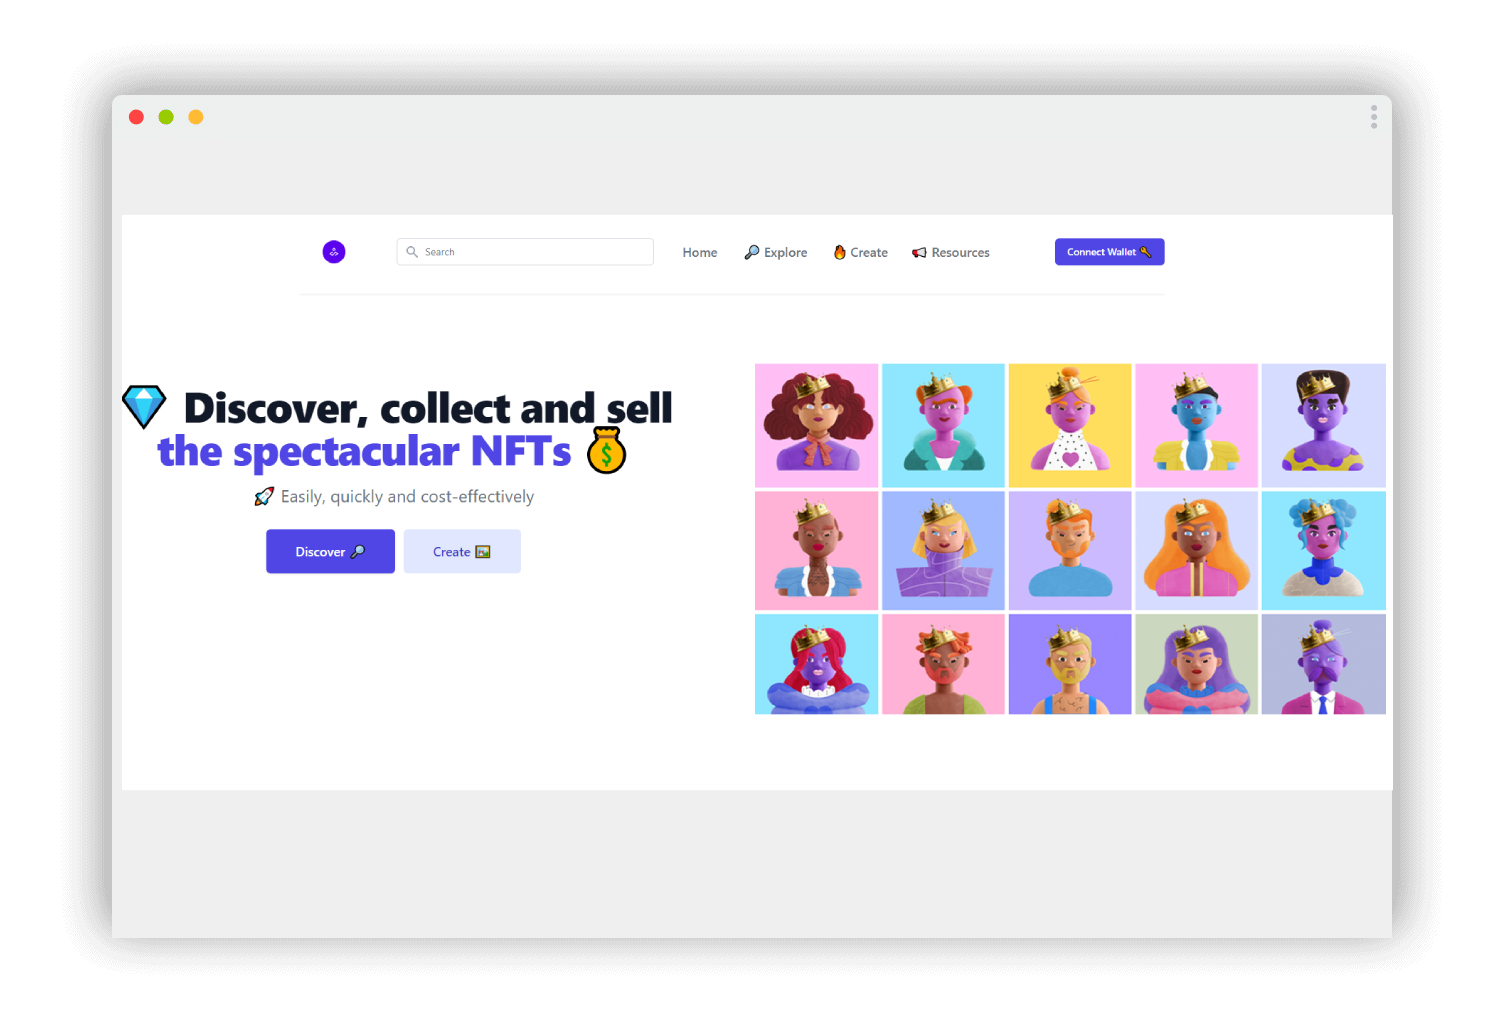 Search
Home
🔎 Explore
🔥 Create
📢 Resources
Connect Wallet 🔑
💎 Discover, collect and sell
the spectacular NFTs 💰
🚀 Easily, quickly and cost-effectively
Discover 🔎
Create 🖼️